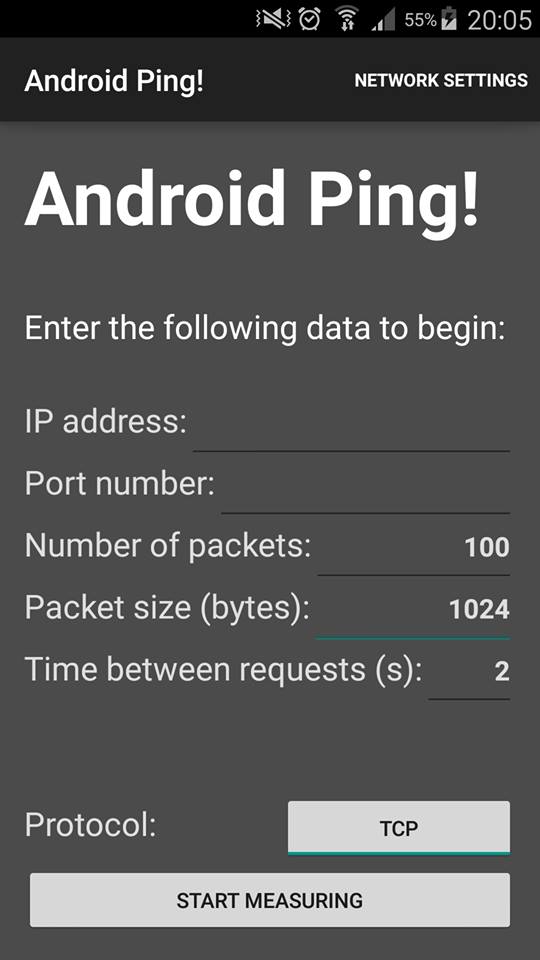 55% 20:05
Android Ping! NETWORK SETTINGS
Android Ping!
Enter the following data to begin:
IP address:
Port number:
Number of packets: 100
Packet size (bytes): 1024
Time between requests (s): 2
Protocol: TCP
START MEASURING